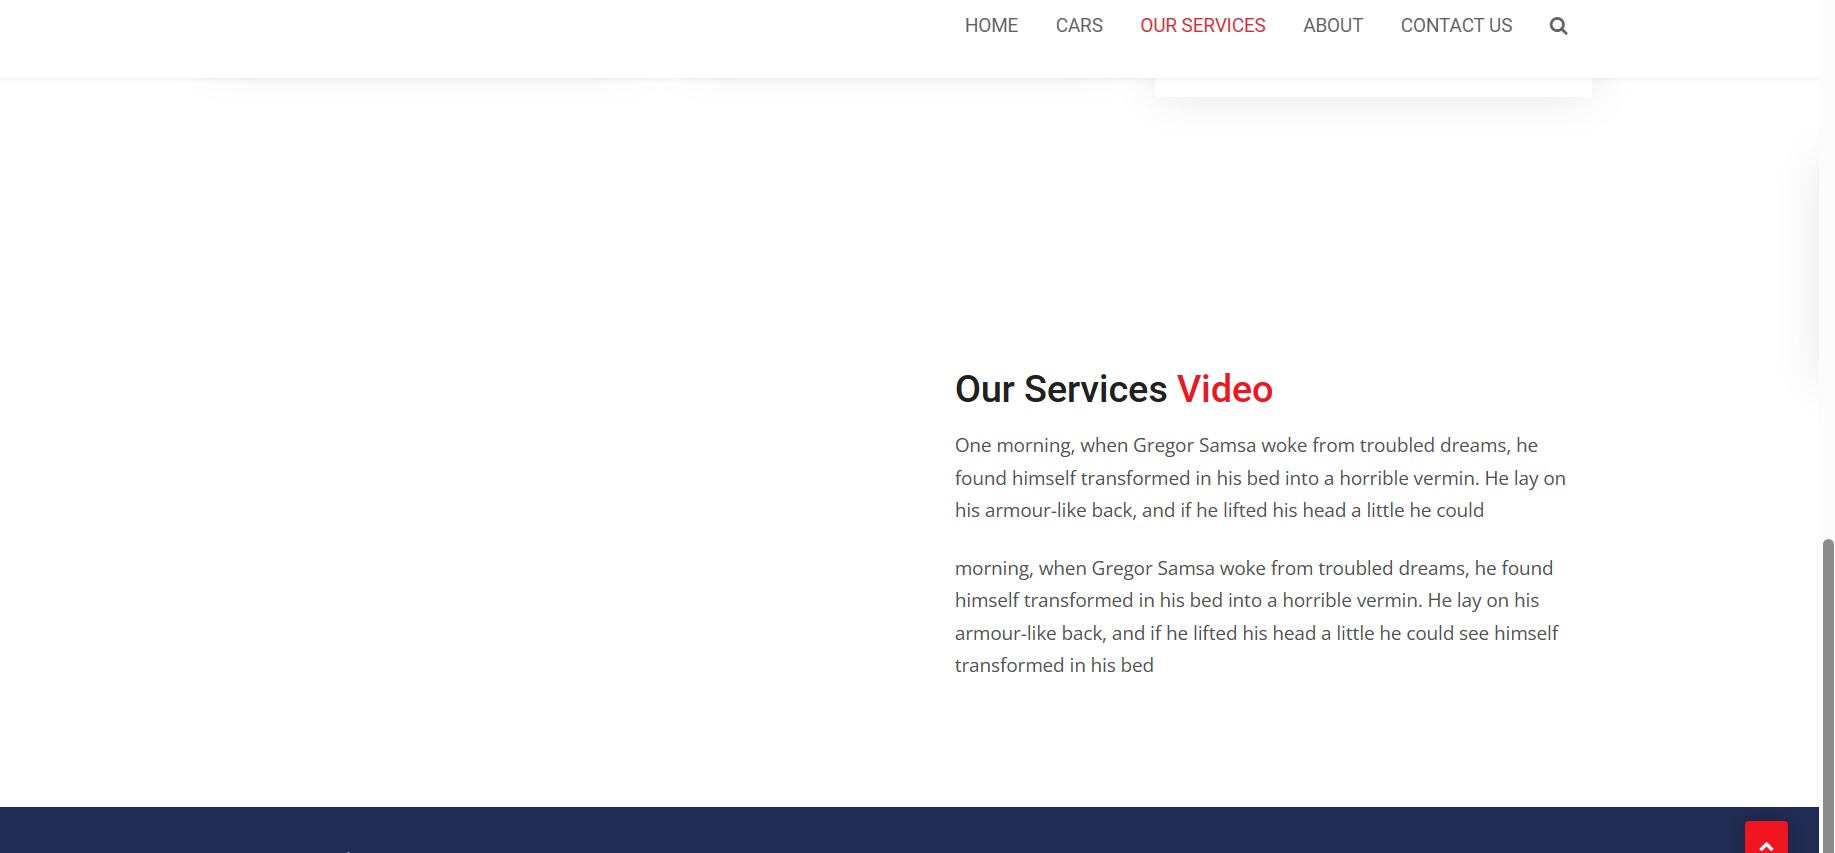 HOME CARS OUR SERVICES ABOUT CONTACT US
Our Services Video
One morning, when Gregor Samsa woke from troubled dreams, he
found himself transformed in his bed into a horrible vermin. He lay on
his armour-like back, and if he lifted his head a little he could
morning, when Gregor Samsa woke from troubled dreams, he found
himself transformed in his bed into a horrible vermin. He lay on his
armour-like back, and if he lifted his head a little he could see himself
transformed in his bed